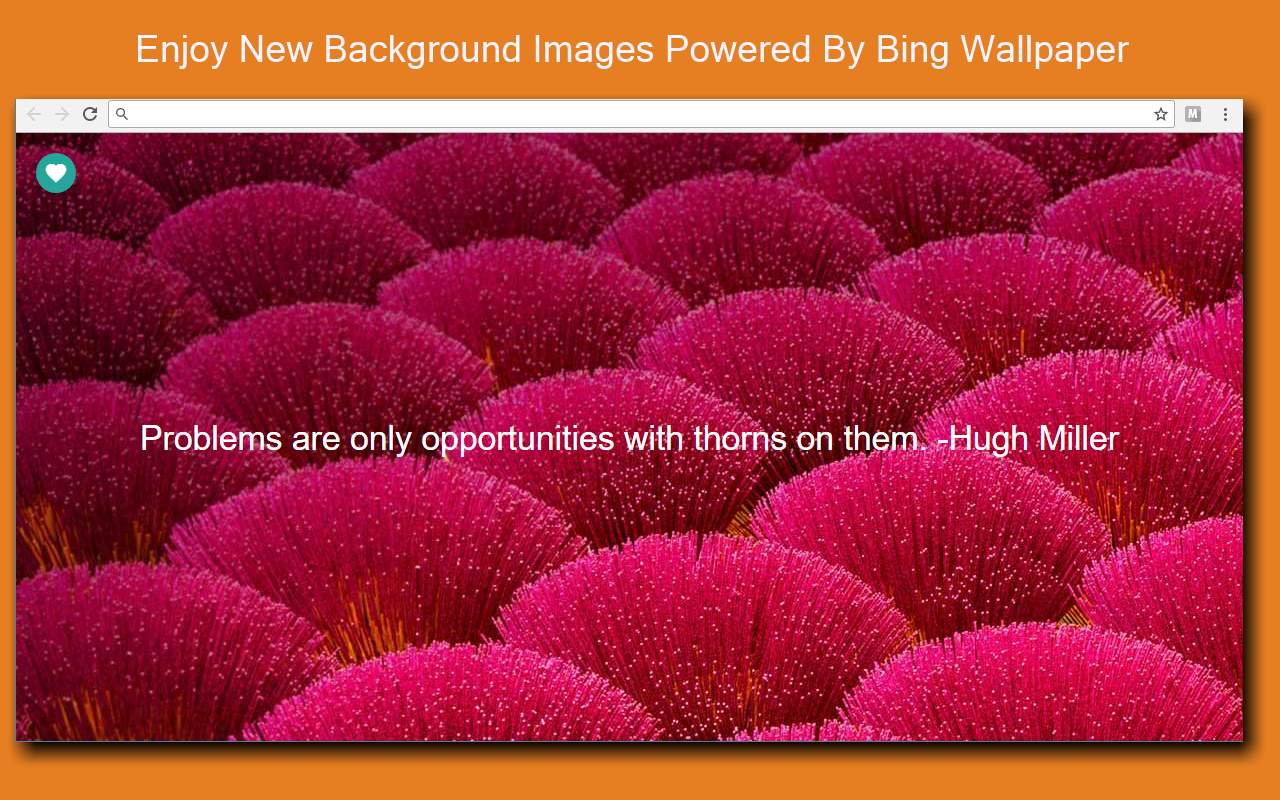 Enjoy New Background Images Powered By Bing Wallpaper
M
Problems are only opportunities with thorns on them. -Hugh Miller